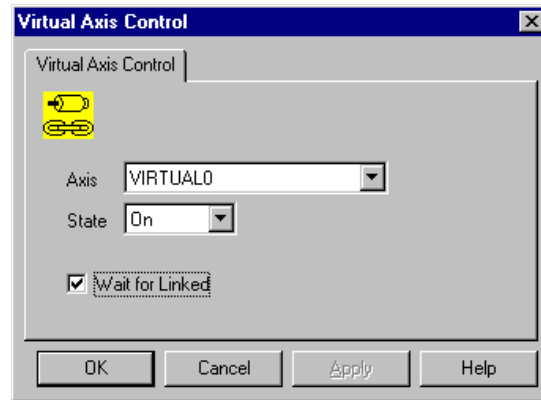 Virtual Axis Control
Virtual Axis Control
Axis VIRTUAL0
State On
Wait for Linked
OK Cancel Apply Help